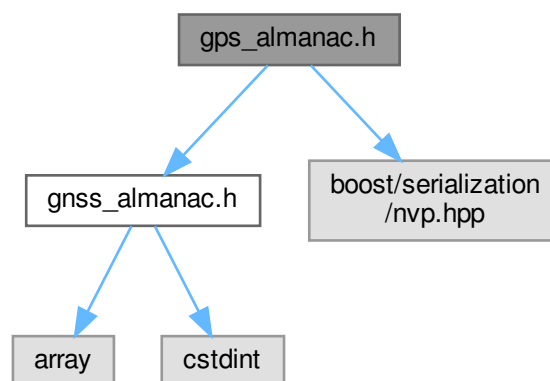 gps_almanac.h
gnss_almanac.h
boost/serialization
/nvp.hpp
array
cstdint